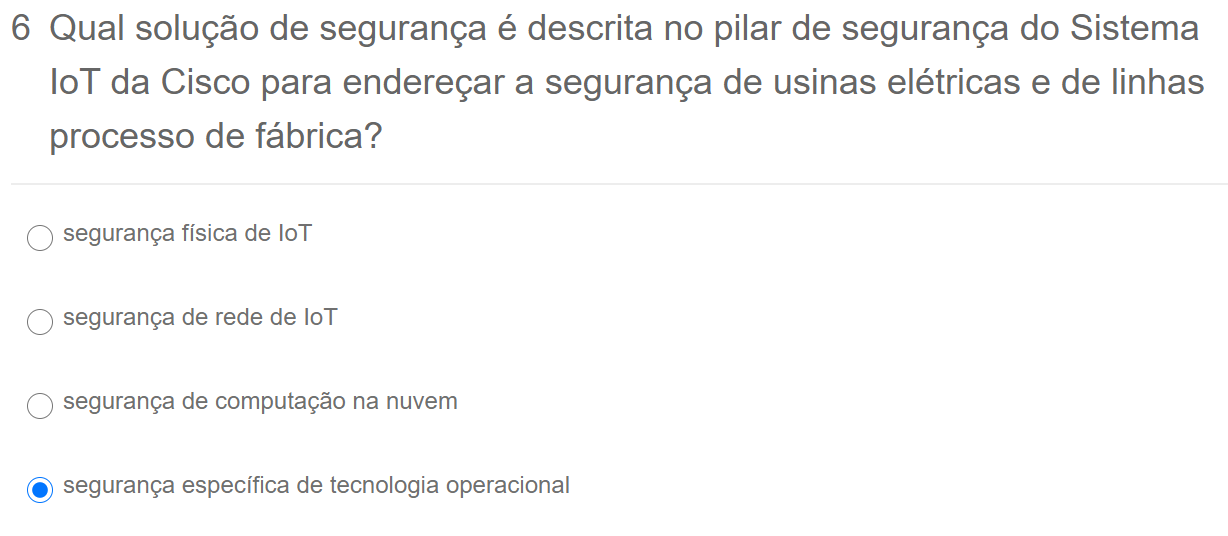 6 Qual solução de segurança é descrita no pilar de segurança do Sistema
IoT da Cisco para endereçar a segurança de usinas elétricas e de linhas
processo de fábrica?
segurança física de IoT
segurança de rede de IoT
segurança de computação na nuvem
segurança específica de tecnologia operacional